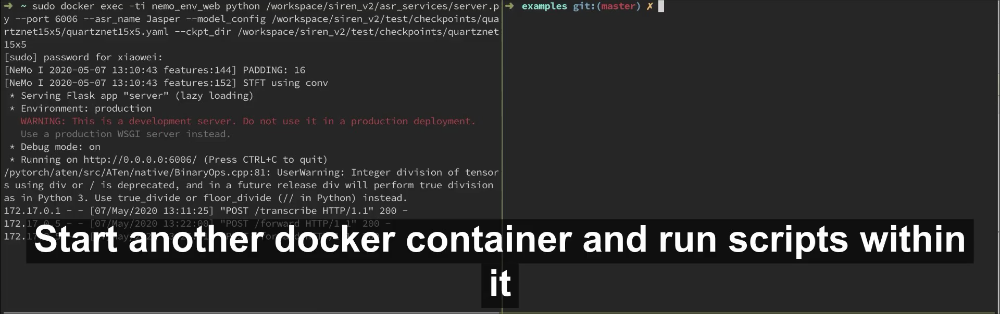 ➜ ~ sudo docker exec -ti nemo_env_web python /workspace/siren_v2/asr_services/server.p
y --port 6006 --asr_name Jasper --model_config /workspace/siren_v2/test/checkpoints/qua
rtznet15x5/quartznet15x5.yaml --ckpt_dir /workspace/siren_v2/test/checkpoints/quartznet
15x5
[sudo] password for xiaowei:
[NeMo I 2020-05-07 13:10:43 features:144] PADDING: 16
[NeMo I 2020-05-07 13:10:43 features:152] STFT using conv
* Serving Flask app "server" (lazy loading)
* Environment: production
WARNING: This is a development server. Do not use it in a production deployment.
Use a production WSGI server instead.
* Debug mode: on
* Running on http://0.0.0.0:6006/ (Press CTRL+C to quit)
/pytorch/aten/src/ATen/native/BinaryOps.cpp:81: UserWarning: Integer division of tensor
s using div or / is deprecated, and in a future release div will perform true division
as in Python 3. Use true_divide or floor_divide (// in Python) instead.
172.17.0.1 - - [07/May/2020 13:11:25] "POST /transcribe HTTP/1.1" 200 -
172.17.0.5 - - [07/May/2020 13:22:00] "POST /forward HTTP/1.1" 200 -
172.1
➜ examples git:(master) ✗
Start another docker container and run scripts within
it